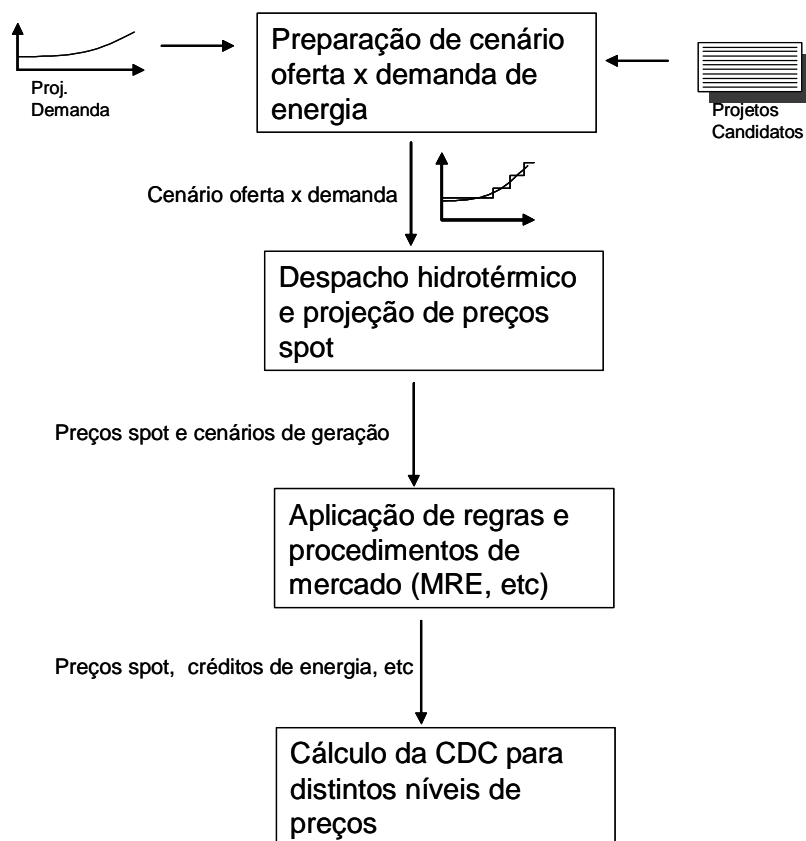 Preparação de cenário
oferta x demanda de
energia
Proj.
Demanda
Projetos
Candidatos
Cenário oferta x demanda
Despacho hidrotérmico
e projeção de preços
spot
Preços spot e cenários de geração
Aplicação de regras e
procedimentos de
mercado (MRE, etc)
Preços spot, créditos de energia, etc
Cálculo da CDC para
distintos níveis de
preços